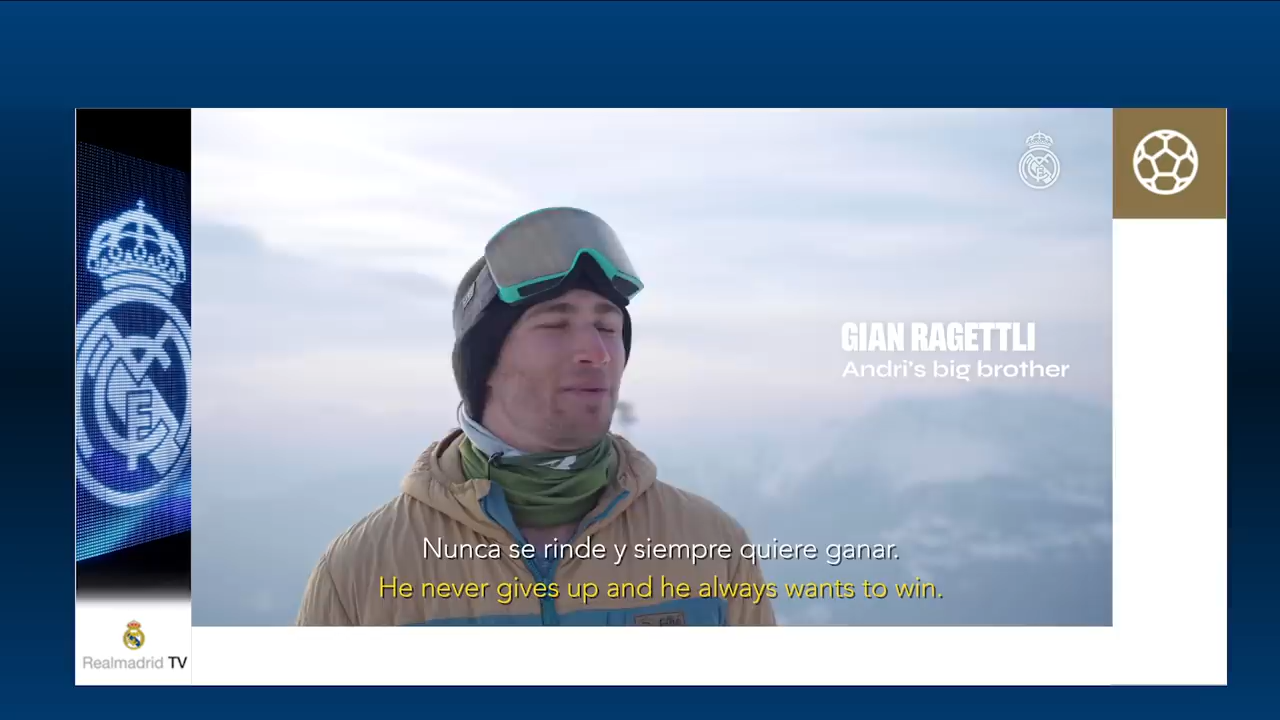 GIAN RAGETTLI
Andri's big brother
Nunca se rinde y siempre quiere ganar.
He never gives up and he always wants to win.
Realmadrid TV